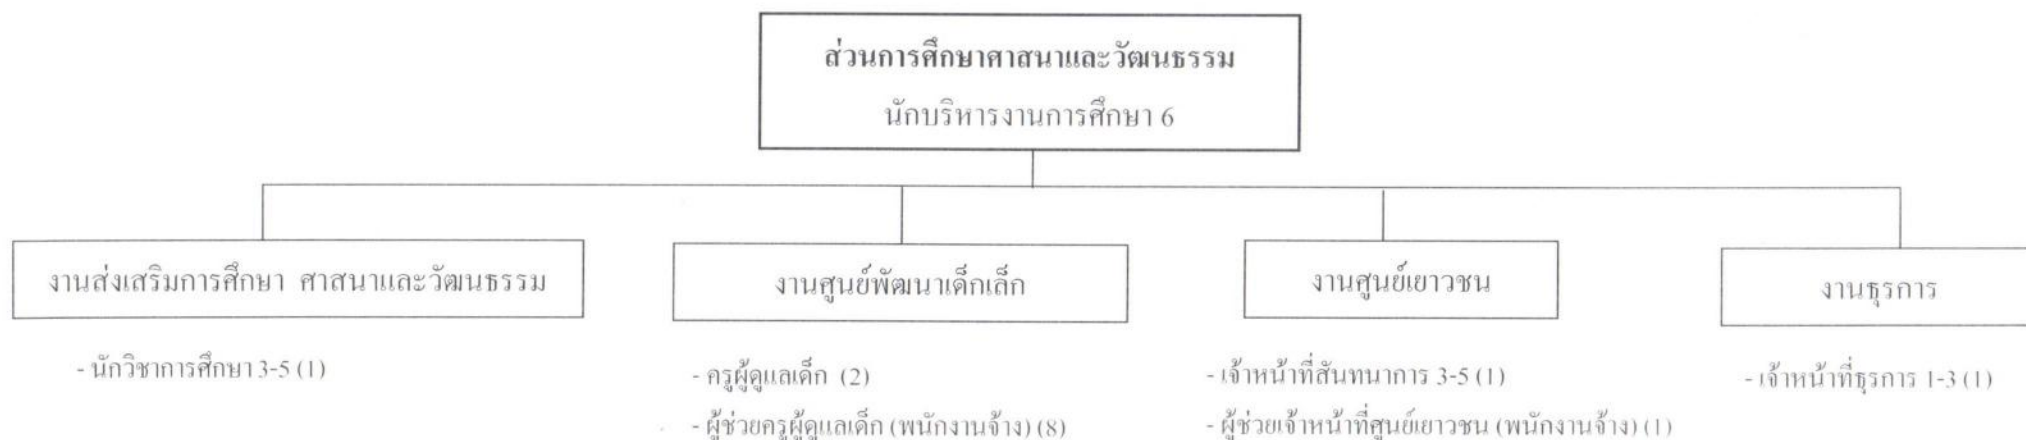 ส่วนการศึกษาศาสนาและวัฒนธรรม
นักบริหารงานการศึกษา 6
งานส่งเสริมการศึกษา ศาสนาและวัฒนธรรม
- นักวิชาการศึกษา 3-5 (1)
งานศูนย์พัฒนาเด็กเล็ก
- ครูผู้ดูแลเด็ก (2)
- ผู้ช่วยครูผู้ดูแลเด็ก (พนักงานจ้าง) (8)
งานศูนย์เยาวชน
- เจ้าหน้าที่สันทนาการ 3-5 (1)
- ผู้ช่วยเจ้าหน้าที่ศูนย์เยาวชน (พนักงานจ้าง) (1)
งานธุรการ
- เจ้าหน้าที่ธุรการ 1-3 (1)